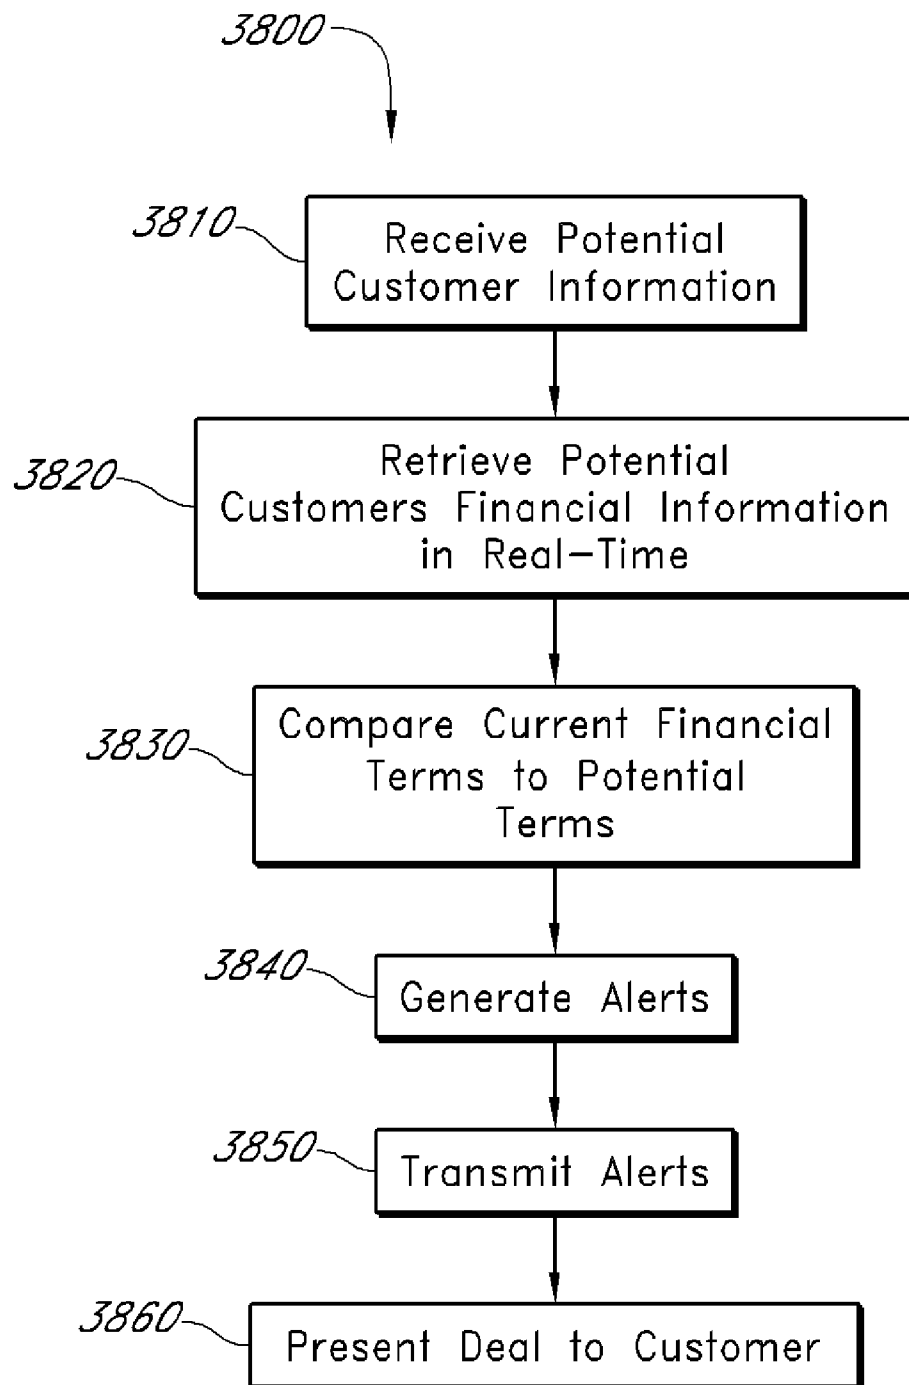 3800
3810
Receive Potential
Customer Information
3820
Retrieve Potential
Customers Financial Information
in Real-Time
3830
Compare Current Financial
Terms to Potential
Terms
3840
Generate Alerts
3850
Transmit Alerts
3860
Present Deal to Customer